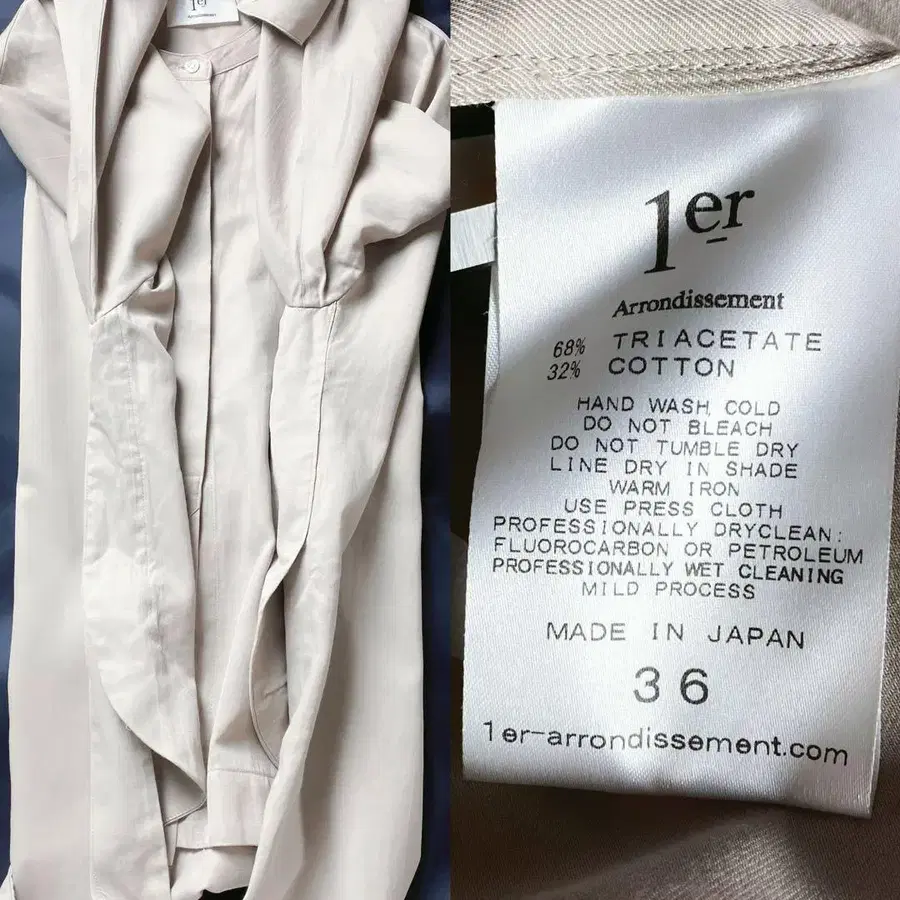 1er
Arrondissement
1er
Arrondissement
68% TRIACETATE
32% COTTON
HAND WASH COLD
DO NOT BLEACH
DO NOT TUMBLE DRY
LINE DRY IN SHADE
WARM IRON
USE PRESS CLOTH
PROFESSIONALLY DRYCLEAN:
FLUOROCARBON OR PETROLEUM
PROFESSIONALLY WET CLEANING
MILD PROCESS
MADE IN JAPAN
36
1er-arrondissement.com